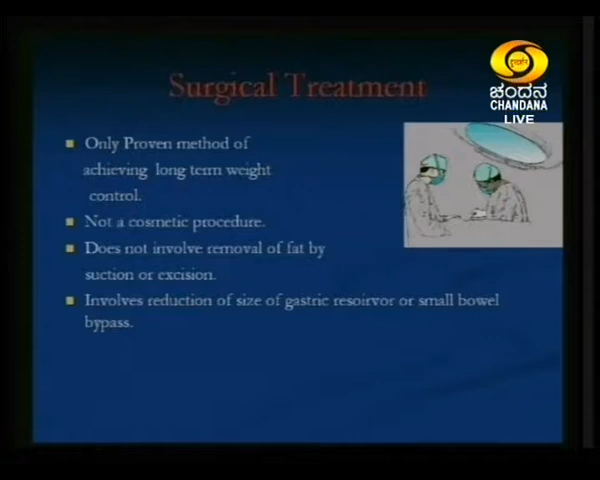 Surgical Treatment
ಚಂದನ
CHANDANA
LIVE
Only Proven method of
achieving long term weight
control.
Not a cosmetic procedure.
Does not involve removal of fat by
suction or excision.
Involves reduction of size of gastric resoirvor or small bowel
bypass.